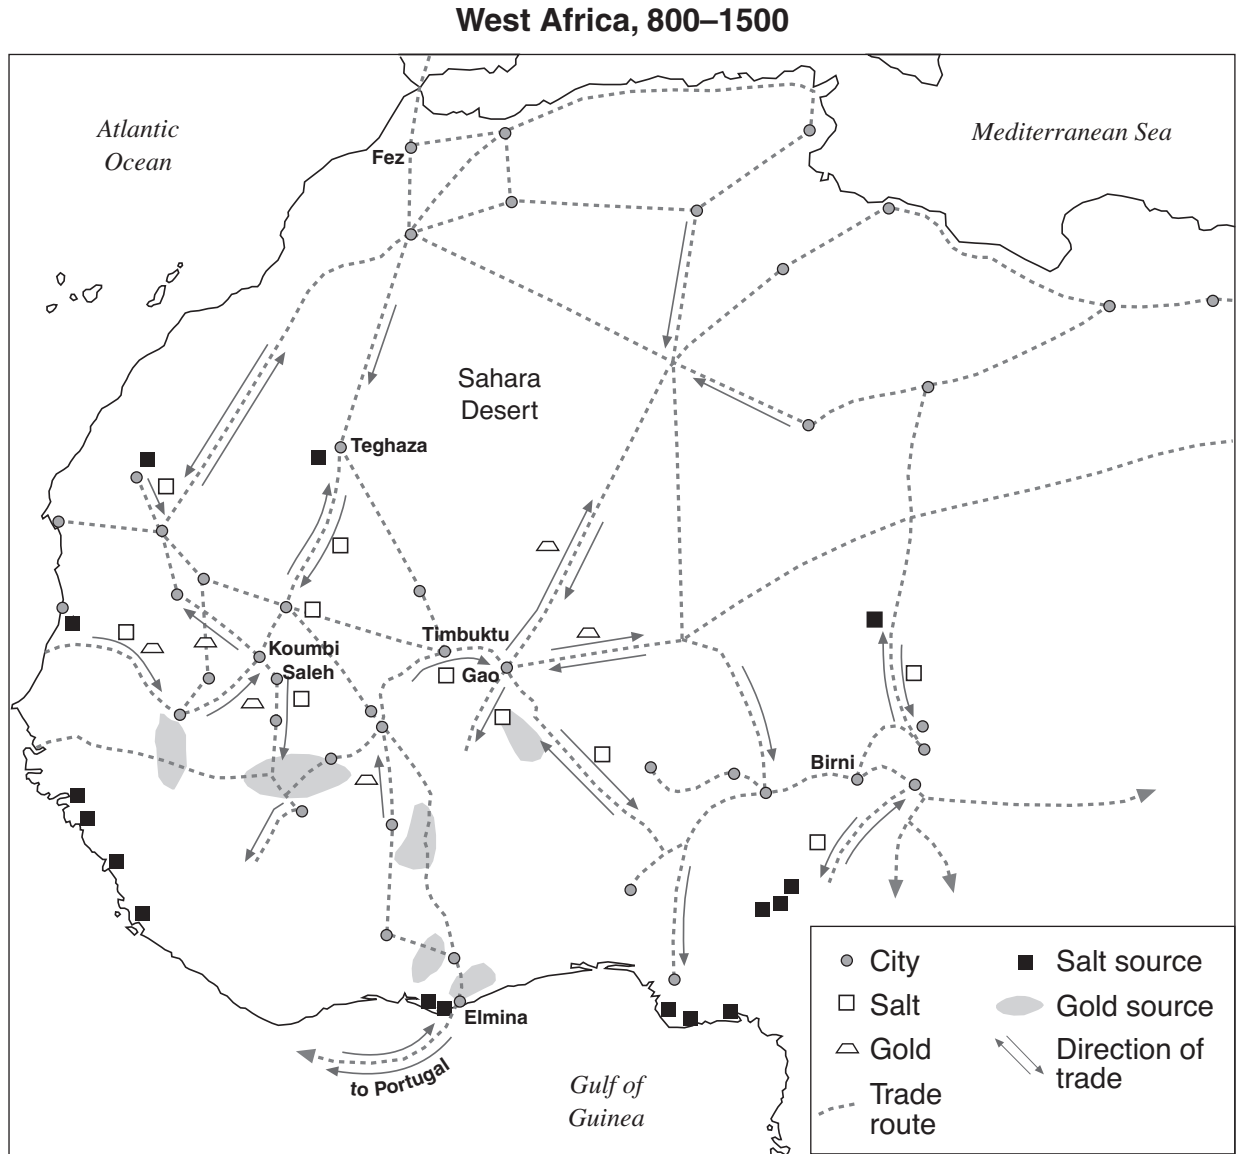 West Africa, 800–1500
Atlantic
Ocean
Mediterranean Sea
Fez
Sahara
Desert
Teghaza
Timbuktu
Koumbi
Saleh
Gao
Birni
Elmina
to Portugal
Gulf of
Guinea
City
Salt source
Salt
Gold source
Gold
Direction of
trade
Trade
route